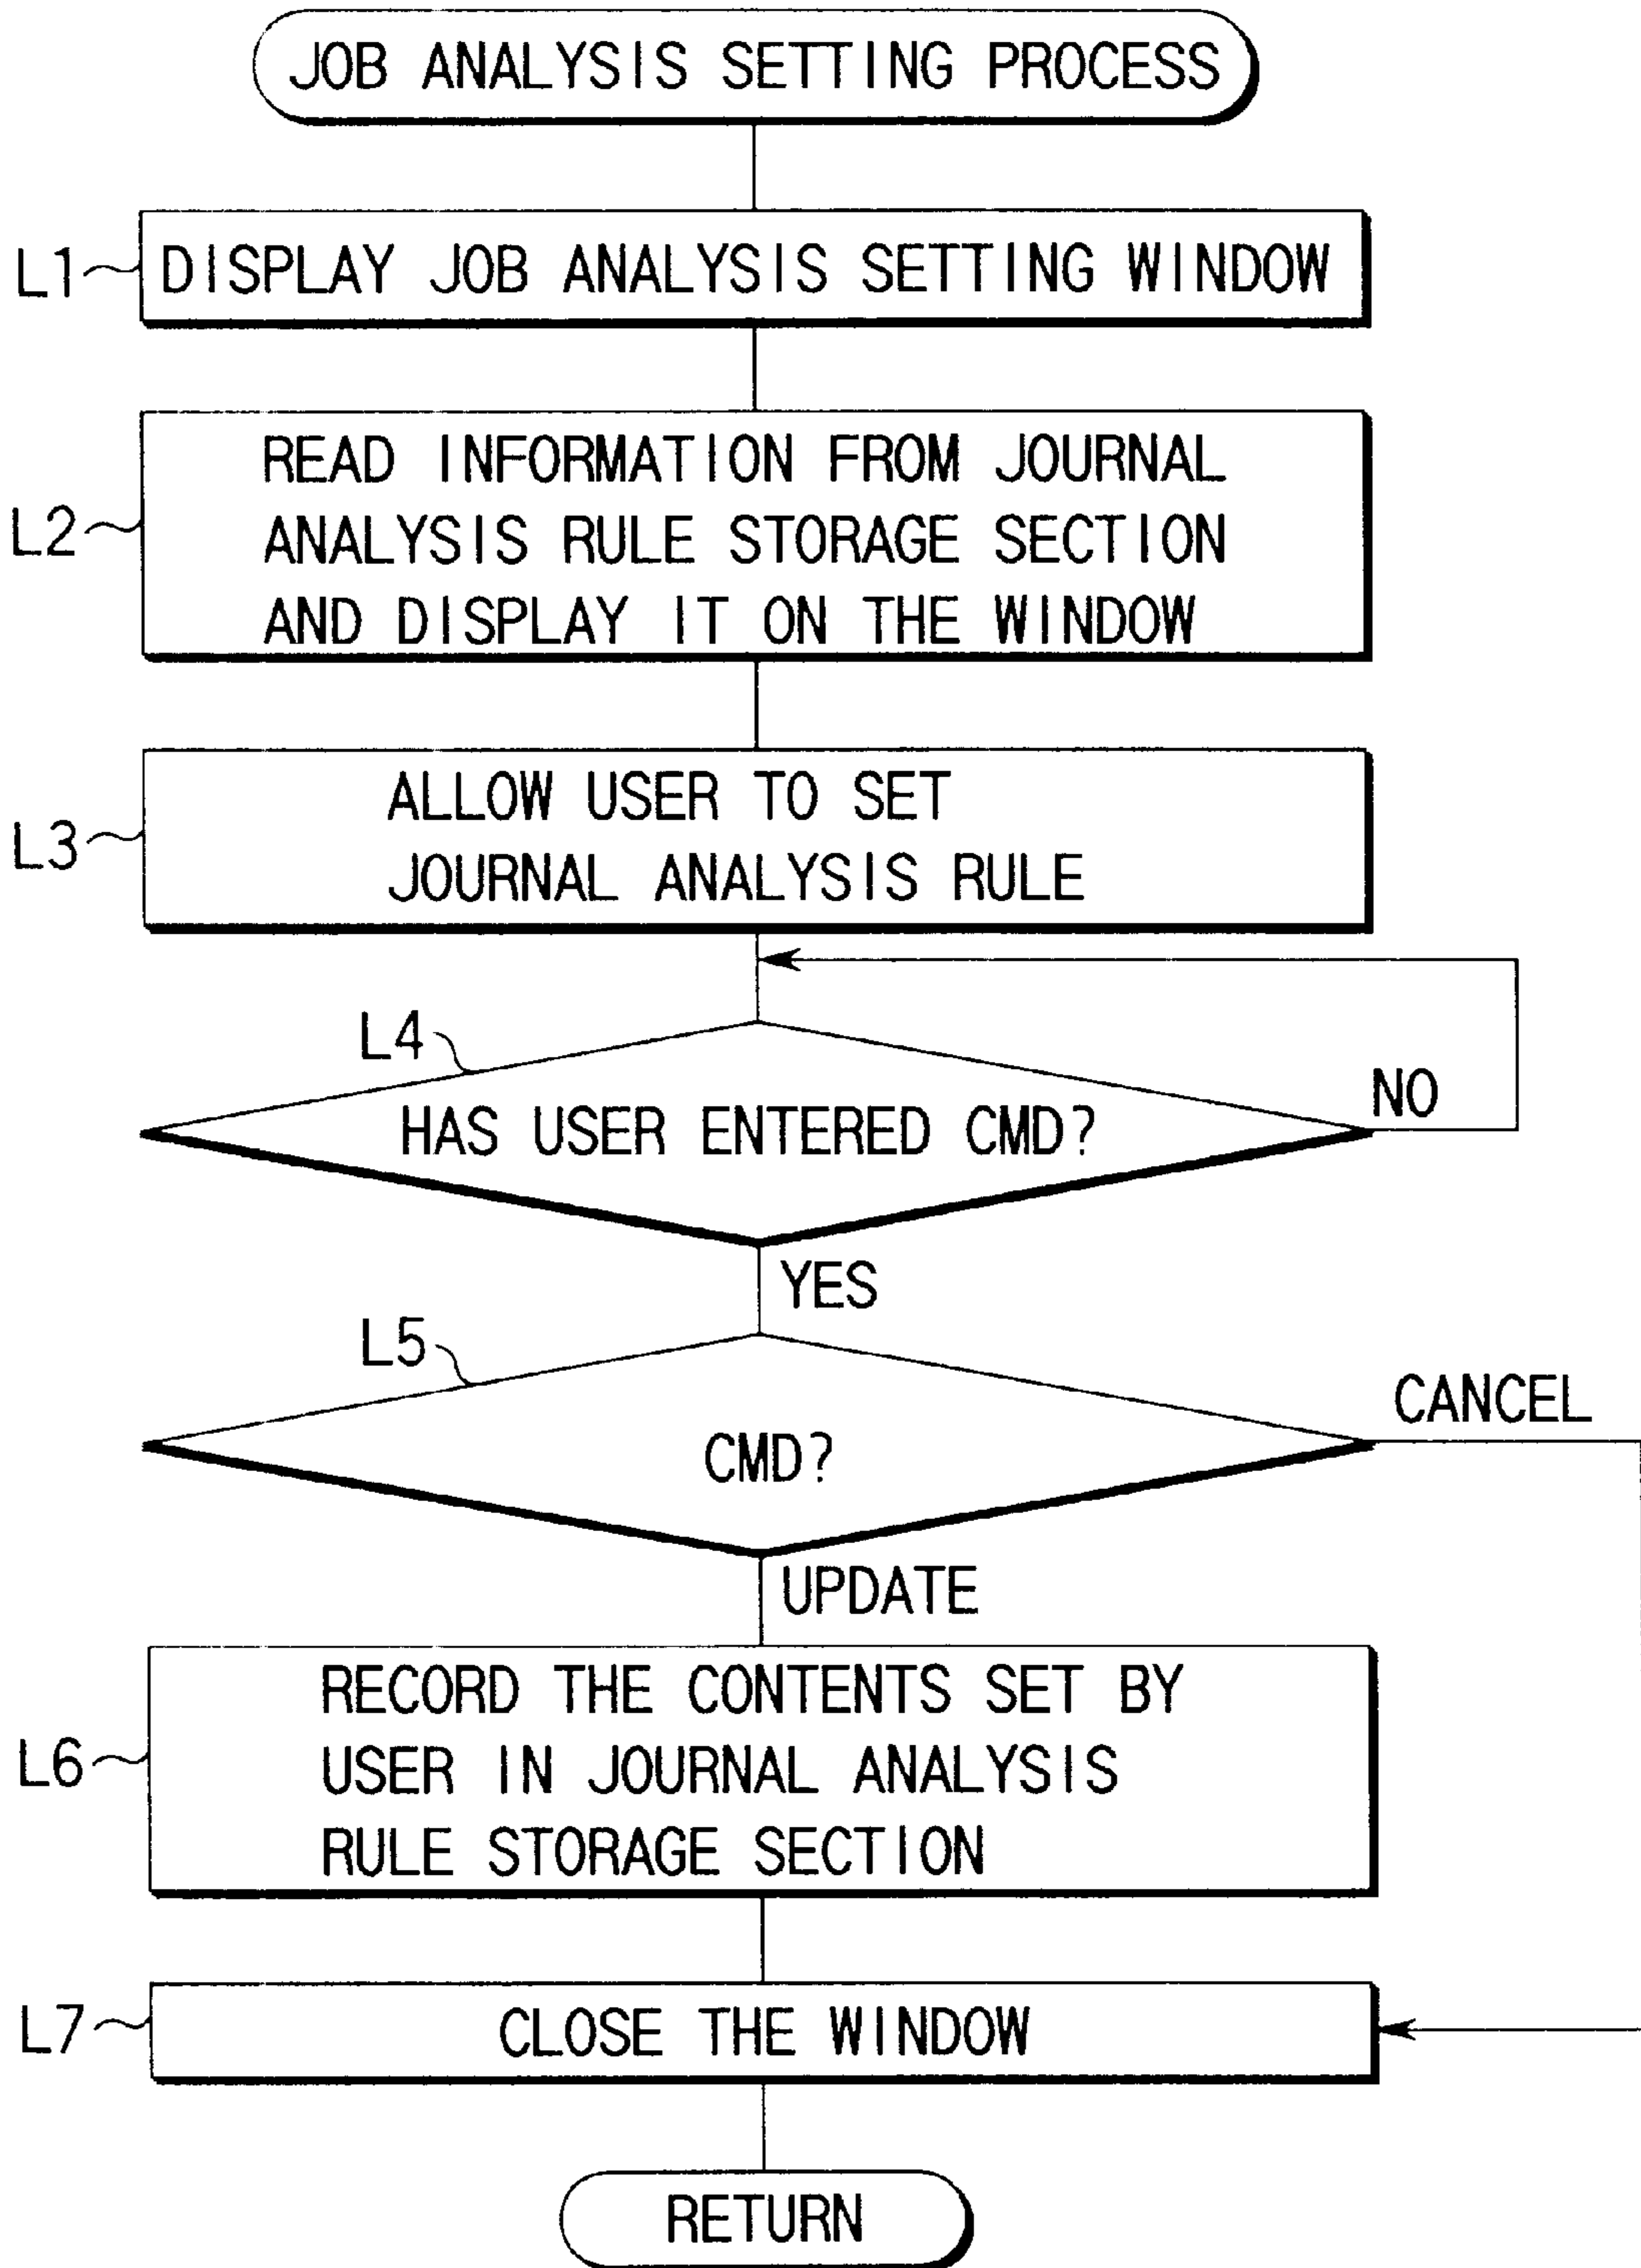 JOB ANALYSIS SETTING PROCESS
L1
DISPLAY JOB ANALYSIS SETTING WINDOW
L2
READ INFORMATION FROM JOURNAL
ANALYSIS RULE STORAGE SECTION
AND DISPLAY IT ON THE WINDOW
L3
ALLOW USER TO SET
JOURNAL ANALYSIS RULE
L4
HAS USER ENTERED CMD?
NO
YES
L5
CMD?
CANCEL
UPDATE
L6
RECORD THE CONTENTS SET BY
USER IN JOURNAL ANALYSIS
RULE STORAGE SECTION
L7
CLOSE THE WINDOW
RETURN